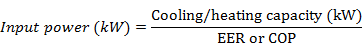 Input power (kW) = Cooling/heating capacity (kW) / EER or COP